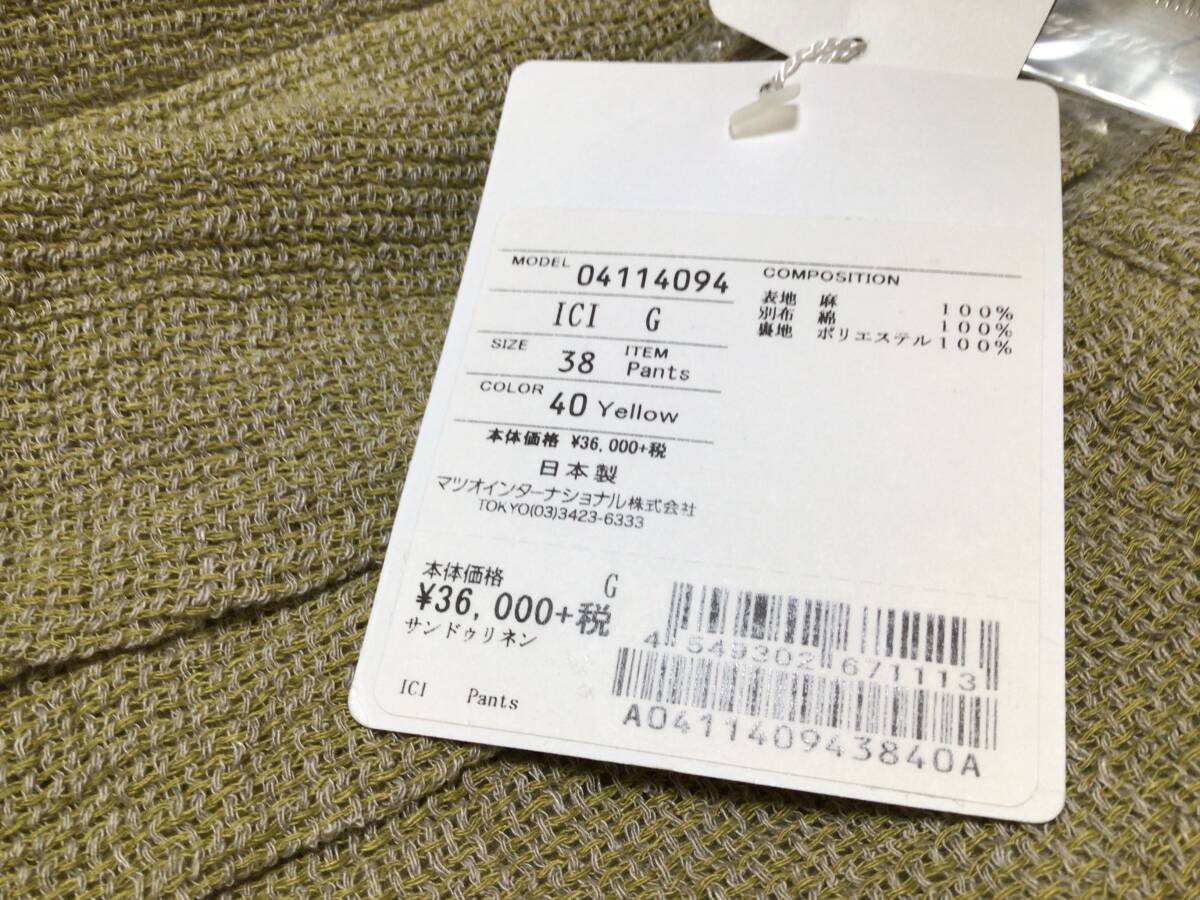 MODEL 04114094
ICI G
SIZE 38 ITEM Pants
COLOR 40 Yellow
本体価格 ¥36,000+税
日本製
マツオインターナショナル株式会社
TOKYO(03)3423-6333
COMPOSITION
表地 麻 100%
別布 綿 100%
裏地 ポリエステル 100%
本体価格 G
¥36,000+税
サンドゥリネン
ICI Pants
4 549302 671113
A041140943840A